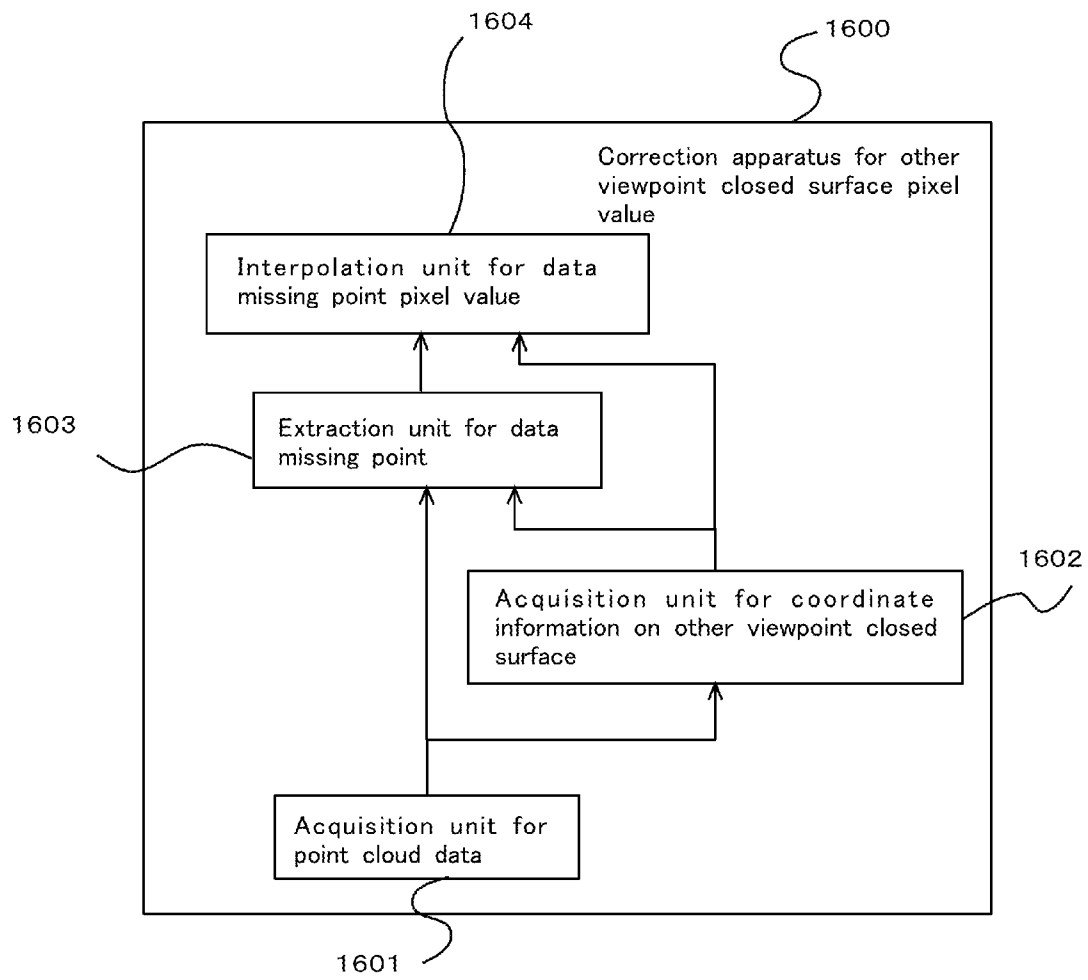 1604
1600
Correction apparatus for other
viewpoint closed surface pixel
value
Interpolation unit for data
missing point pixel value
1603
Extraction unit for data
missing point
1602
Acquisition unit for coordinate
information on other viewpoint closed
surface
Acquisition unit for
point cloud data
1601